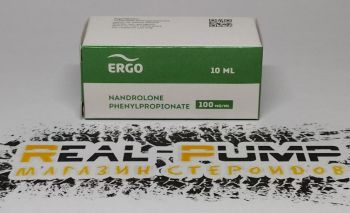 ERGO
10 ML
NANDROLONE
PHENYLPROPIONATE
100 MG/ML
REAL-PUMP
МАГАЗИН СТЕРОИДОВ